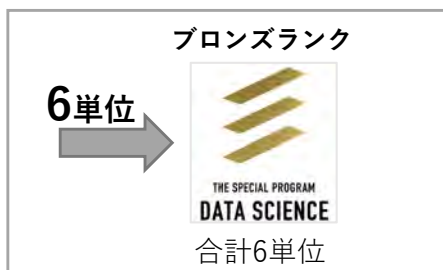 ブロンズランク
6単位
THE SPECIAL PROGRAM
DATA SCIENCE
合計6単位